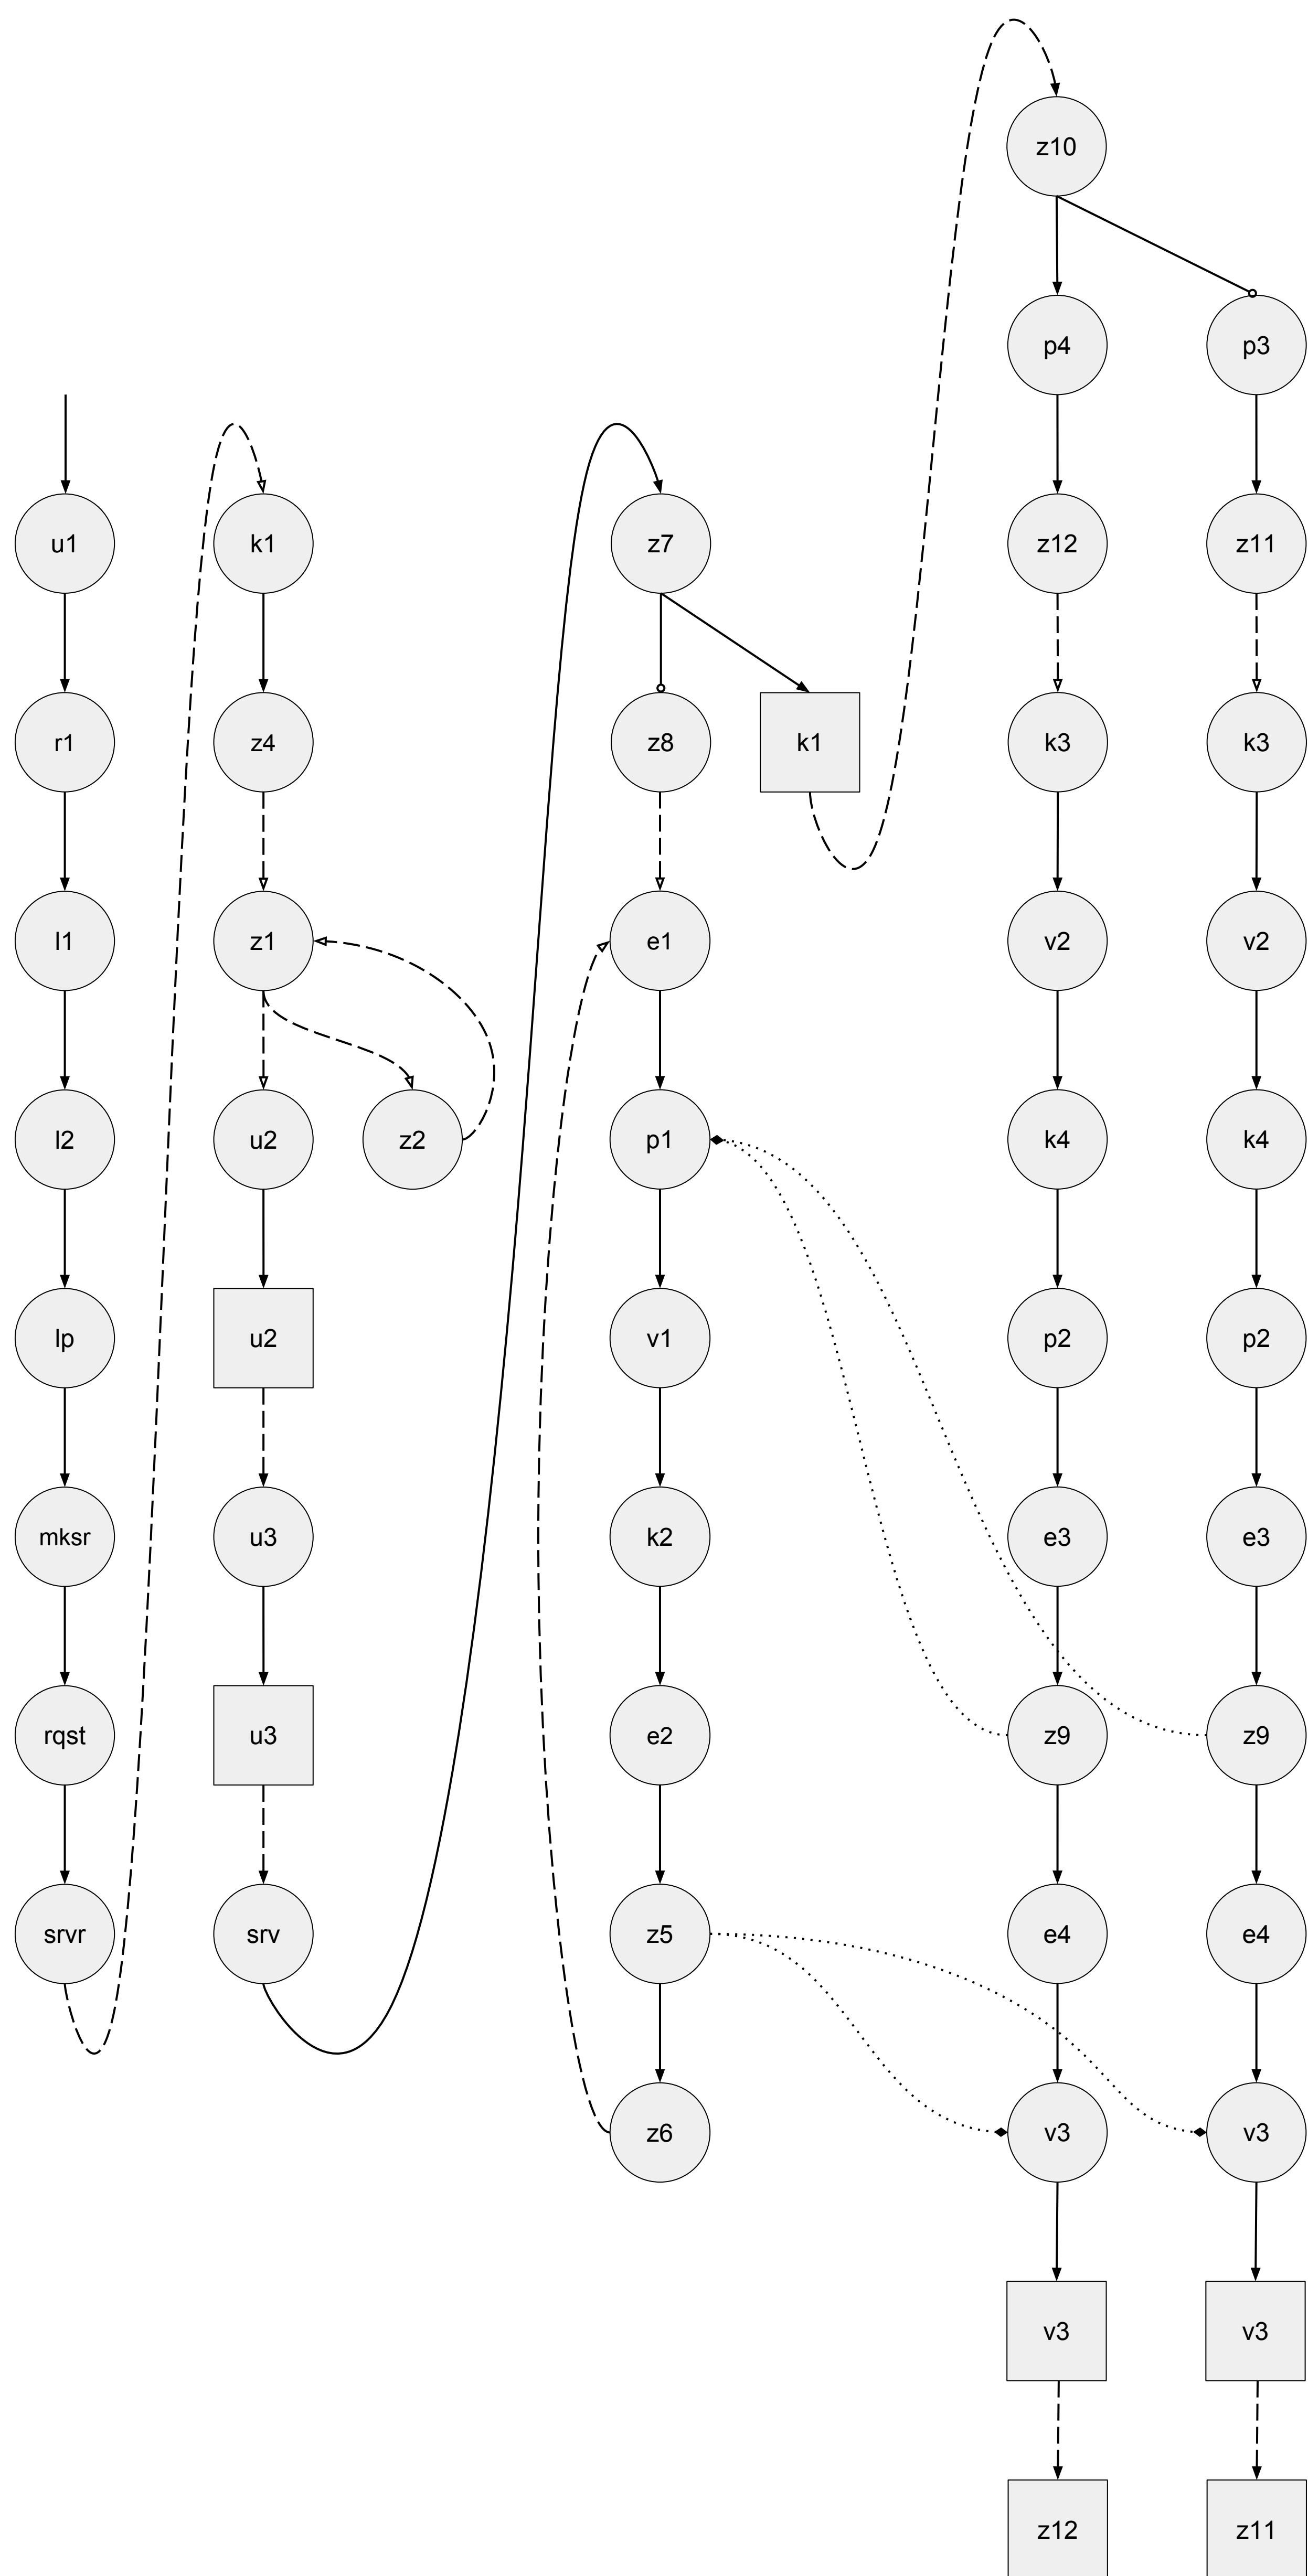 z10
p4 p3
u1 k1 z7 z12 z11
r1 z4 z8 k1 k3 k3
l1 z1 e1 v2 v2
l2 u2 z2 p1 k4 k4
lp u2 v1 p2 p2
mksr u3 k2 e3 e3
rqst u3 e2 z9 z9
srvr srv z5 e4 e4
z6 v3 v3
v3 v3
z12 z11